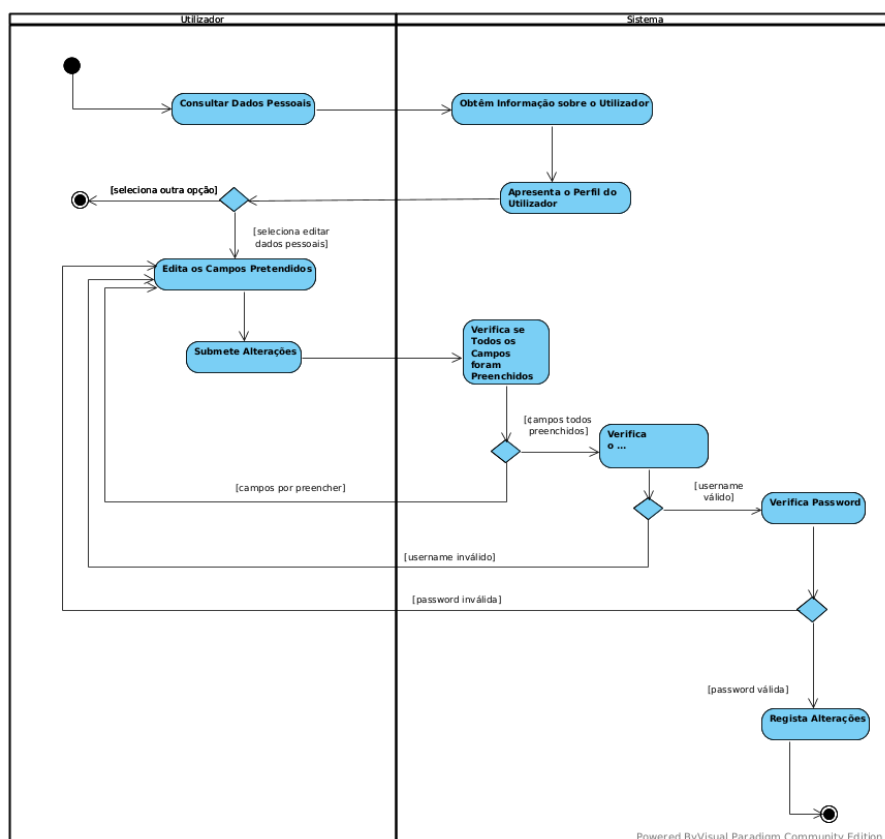 Utilizador
Sistema
Consultar Dados Pessoais
Obtêm Informação sobre o Utilizador
Apresenta o Perfil do
Utilizador
[seleciona outra opção]
[seleciona editar
dados pessoais]
Edita os Campos Pretendidos
Submete Alterações
Verifica se
Todos os
Campos
foram
Preenchidos
[campos todos
preenchidos]
Verifica
o ...
[campos por preencher]
[username
válido]
Verifica Password
[username inválido]
[password inválida]
[password válida]
Regista Alterações
Powered ByVisual Paradigm Community Edition